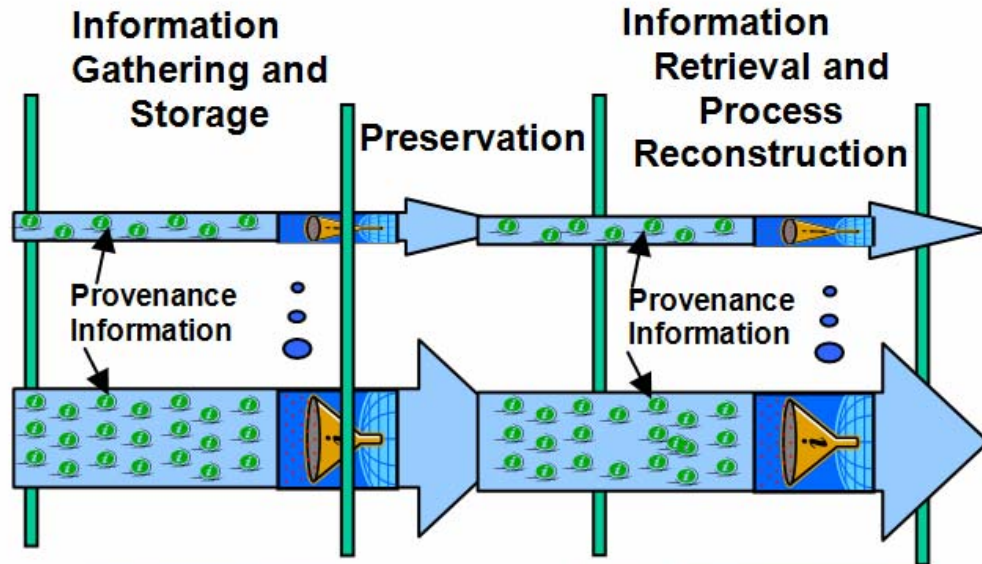 Information
Gathering and
Storage
Preservation
Information
Retrieval and
Process
Reconstruction
Provenance
Information
Provenance
Information
i
i